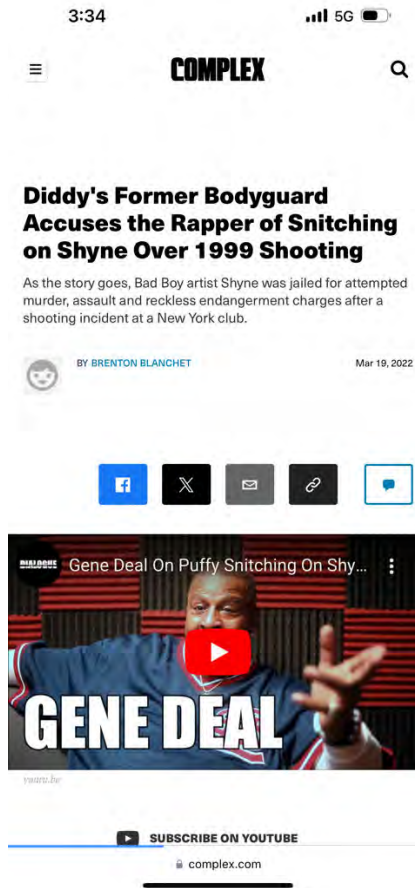 3:34
5G
COMPLEX
Diddy's Former Bodyguard
Accuses the Rapper of Snitching
on Shyne Over 1999 Shooting
As the story goes, Bad Boy artist Shyne was jailed for attempted
murder, assault and reckless endangerment charges after a
shooting incident at a New York club.
BY BRENTON BLANCHET
Mar 19, 2022
DIALOGUE
Gene Deal On Puffy Snitching On Shy...
GENE DEAL
youtu.be
SUBSCRIBE ON YOUTUBE
complex.com